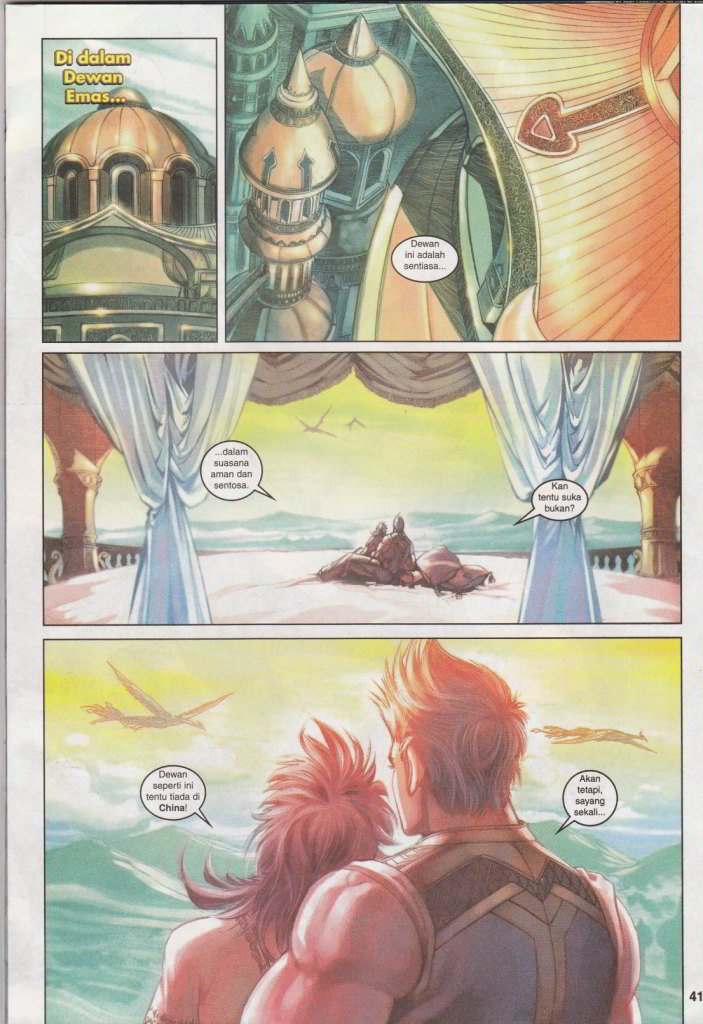 Di dalam
Dewan
Emas...
Dewan
ini adalah
sentiasa...
...dalam
suasana
aman dan
sentosa.
Kan
tentu suka
bukan?
Dewan
seperti ini
tentu tiada di
China!
Akan
tetapi,
sayang
sekali...
41